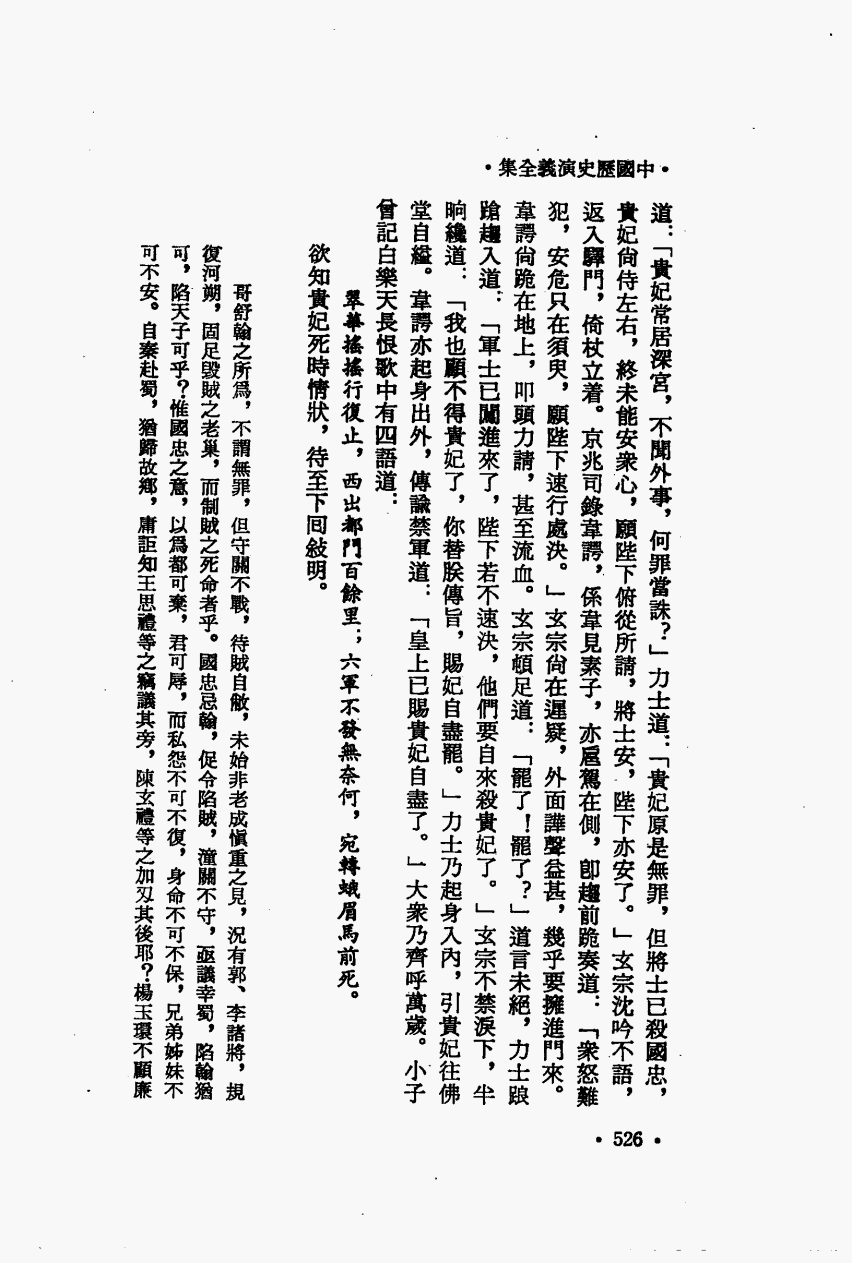 ·中國歷史演義全集·
道：「貴妃常居深宮，不聞外事，何罪當誅？」力士道：「貴妃原是無罪，但將士已殺國忠，
貴妃尙侍左右，終未能安衆心，願陛下俯從所請，將士安，陛下亦安了。」玄宗沈吟不語，
返入驛門，倚杖立着。京兆司錄韋諤，係韋見素子，亦扈駕在側，卽趨前跪奏道：「衆怒難
犯，安危只在須臾，願陛下速行處決。」玄宗尙在遲疑，外面譁聲益甚，幾乎要擁進門來。
韋諤尙跪在地上，叩頭力請，甚至流血。玄宗頓足道：「罷了！罷了？」道言未絕，力士踉
蹌趨入道：「軍士已闖進來了，陛下若不速決，他們要自來殺貴妃了。」玄宗不禁淚下，半
晌纔道：「我也顧不得貴妃了，你替朕傳旨，賜妃自盡罷。」力士乃起身入內，引貴妃往佛
堂自縊。韋諤亦起身出外，傳諭禁軍道：「皇上已賜貴妃自盡了。」大衆乃齊呼萬歲。小子
曾記白樂天長恨歌中有四語道：
翠華搖搖行復止，西出都門百餘里；六軍不發無奈何，宛轉蛾眉馬前死。
欲知貴妃死時情狀，待至下囘敍明。
哥舒翰之所爲，不謂無罪，但守關不戰，待賊自敝，未始非老成愼重之見，況有郭、李諸將，規
復河朔，固足毀賊之老巢，而制賊之死命者乎。國忠忌翰，促令陷賊，潼關不守，亟議幸蜀，陷翰猶
可，陷天子可乎？惟國忠之意，以爲都可棄，君可辱，而私怨不可不復，身命不可不保，兄弟姊妹不
可不安。自秦赴蜀，猶歸故鄉，庸詎知王思禮等之竊議其旁，陳玄禮等之加刄其後耶？楊玉環不顧廉
·526·